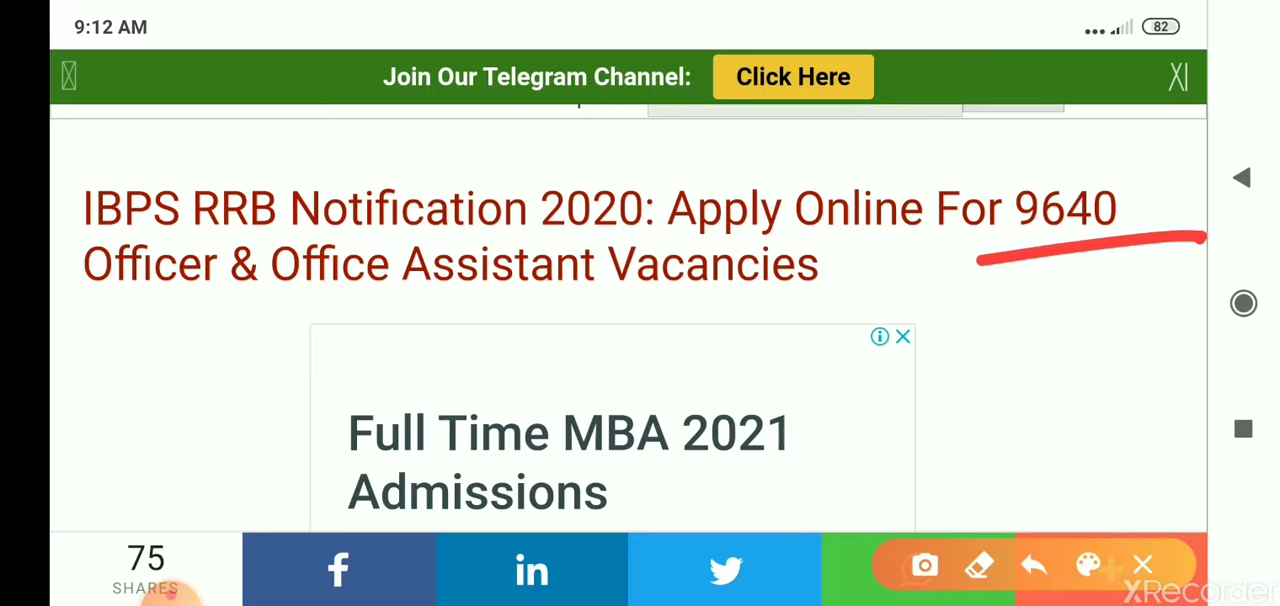 9:12 AM
82
Join Our Telegram Channel: Click Here
IBPS RRB Notification 2020: Apply Online For 9640
Officer & Office Assistant Vacancies
Full Time MBA 2021
Admissions
75
SHARES
XRecorder